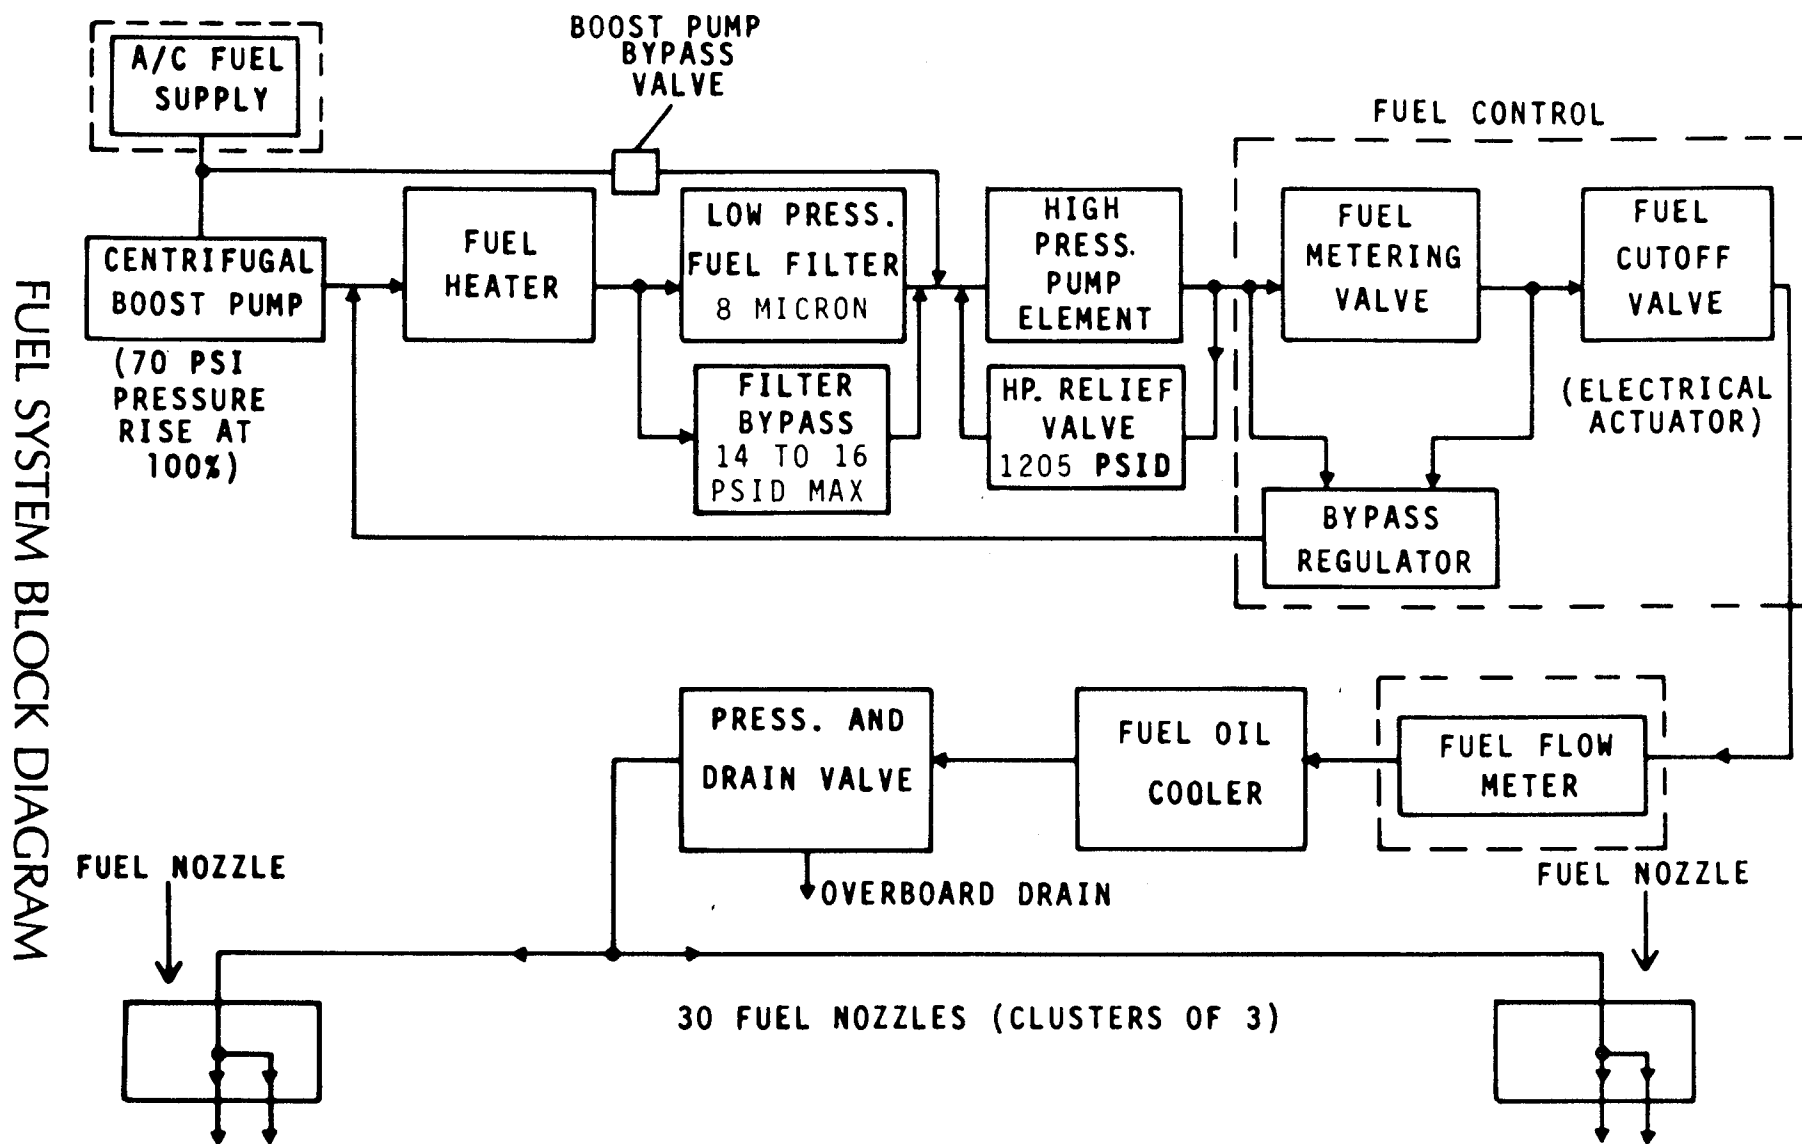 FUEL SYSTEM BLOCK DIAGRAM
A/C FUEL
SUPPLY
BOOST PUMP
BYPASS
VALVE
FUEL CONTROL
CENTRIFUGAL
BOOST PUMP
(70 PSI
PRESSURE
RISE AT
100%)
FUEL
HEATER
LOW PRESS.
FUEL FILTER
8 MICRON
FILTER
BYPASS
14 TO 16
PSID MAX
HIGH
PRESS.
PUMP
ELEMENT
HP. RELIEF
VALVE
1205 PSID
FUEL
METERING
VALVE
FUEL
CUTOFF
VALVE
(ELECTRICAL
ACTUATOR)
BYPASS
REGULATOR
PRESS. AND
DRAIN VALVE
FUEL OIL
COOLER
FUEL FLOW
METER
OVERBOARD DRAIN
FUEL NOZZLE
FUEL NOZZLE
30 FUEL NOZZLES (CLUSTERS OF 3)